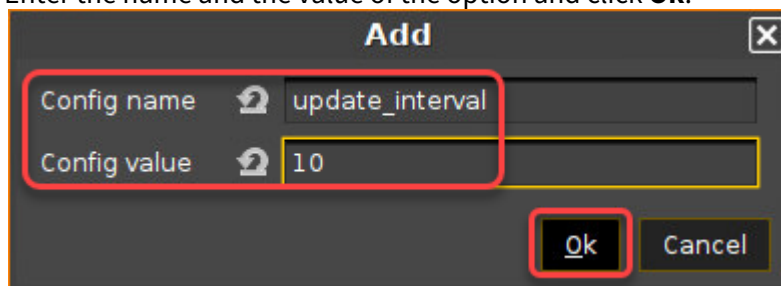 Enter the name and the value of the option and click Ok.
Add
Config name update_interval
Config value 10
Ok Cancel